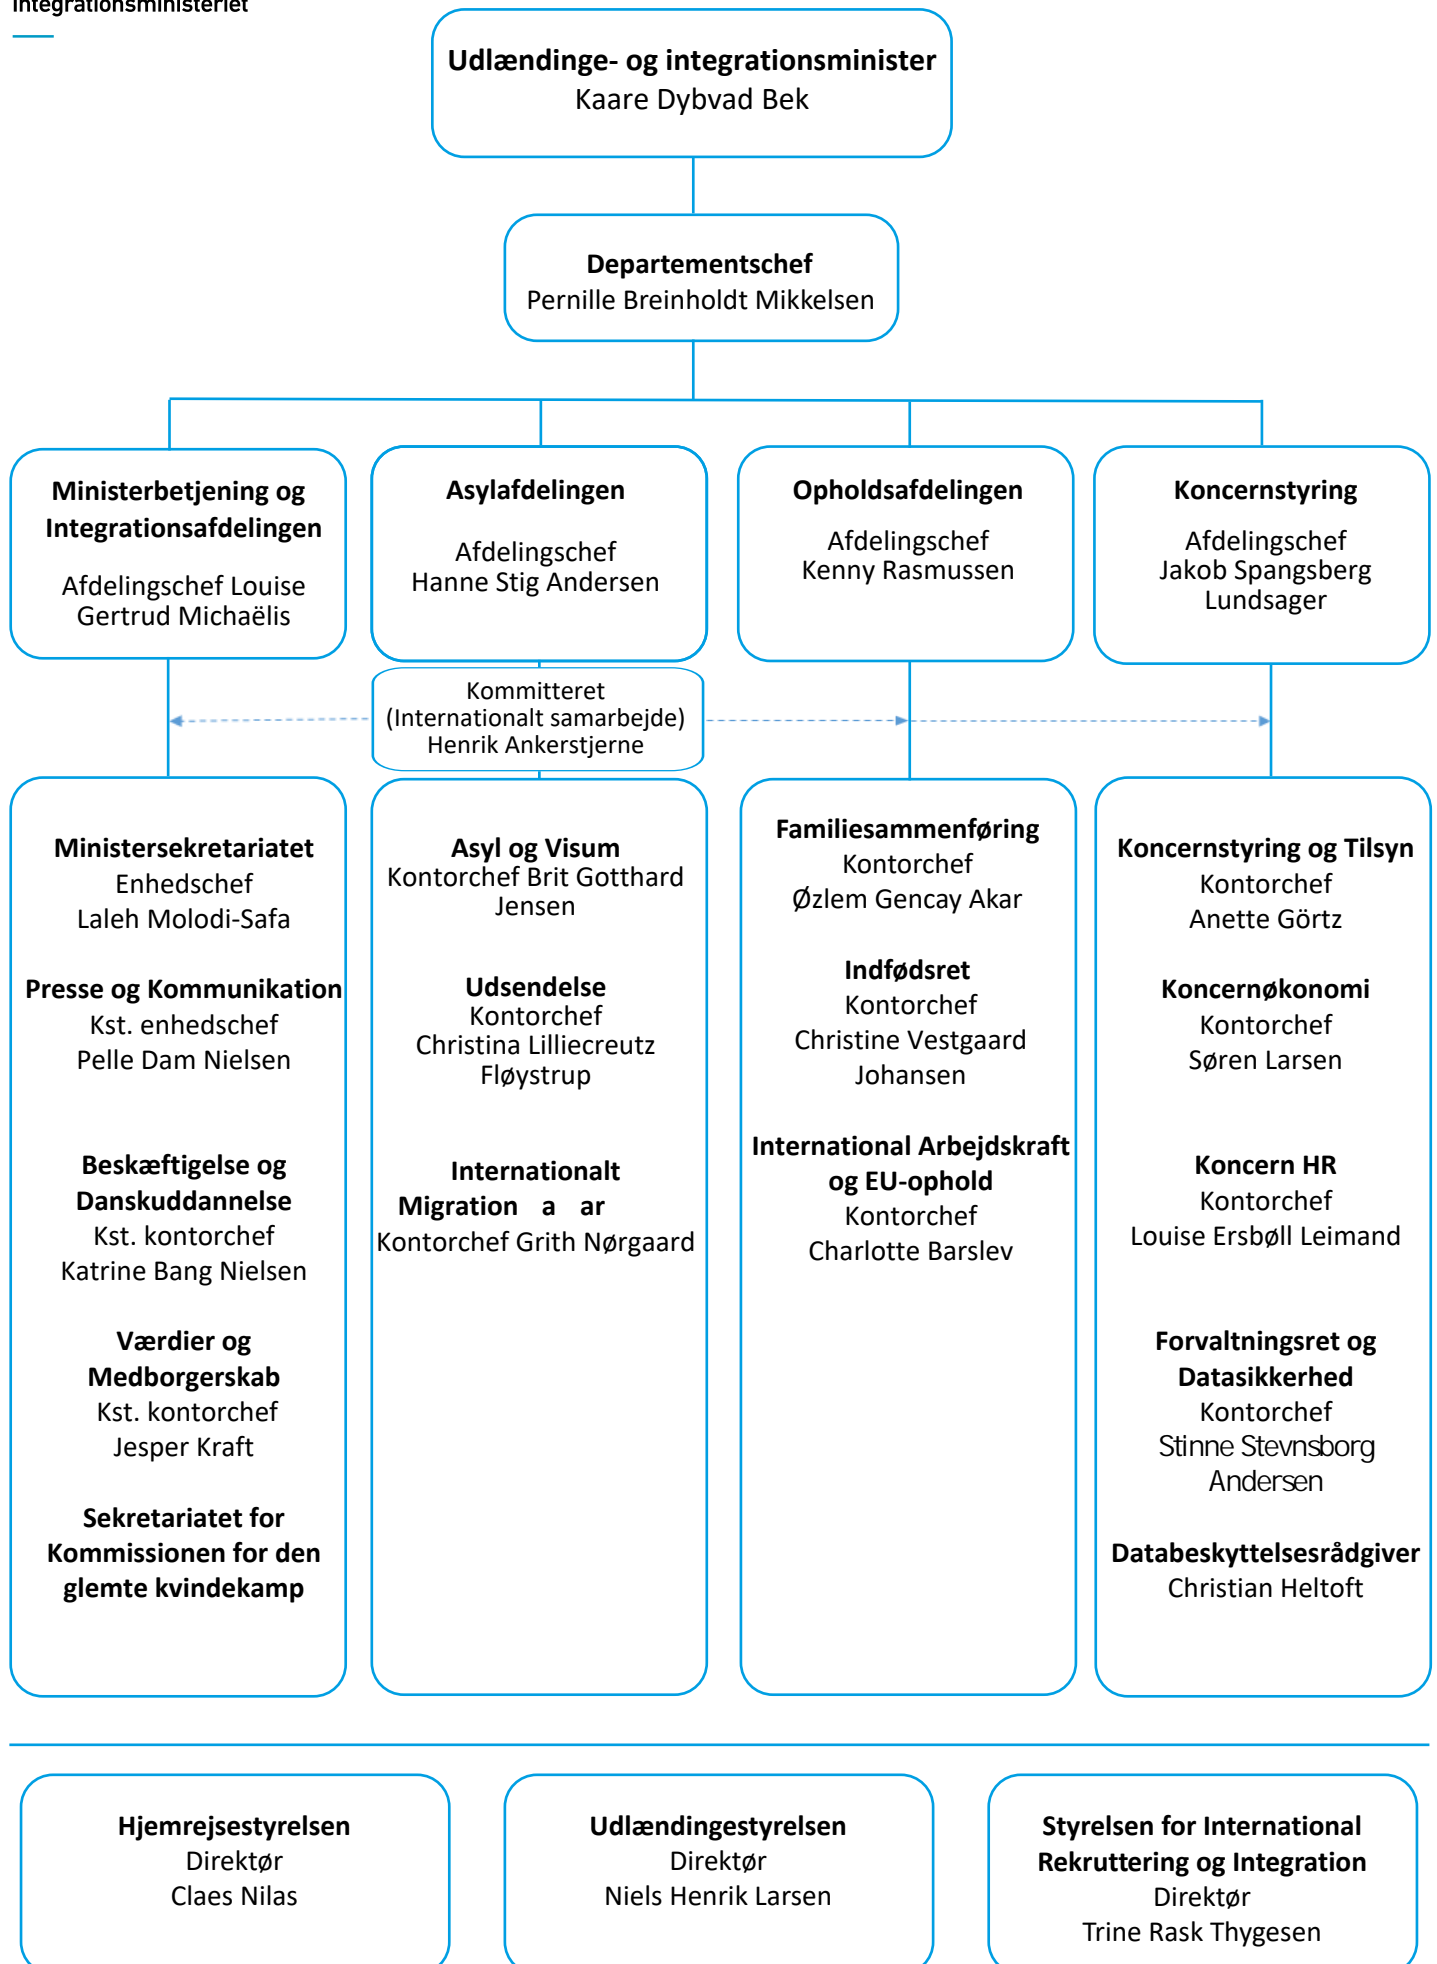 Integrationsministeriet
Udlændinge- og integrationsminister
Kaare Dybvad Bek
Departementschef
Pernille Breinholdt Mikkelsen
Ministerbetjening og
Integrationsafdelingen
Afdelingschef Louise
Gertrud Michaëlis
Asylafdelingen
Afdelingschef
Hanne Stig Andersen
Opholdsafdelingen
Afdelingschef
Kenny Rasmussen
Koncernstyring
Afdelingschef
Jakob Spangsberg
Lundsager
Kommitteret
(Internationalt samarbejde)
Henrik Ankerstjerne
Ministersekretariatet
Enhedschef
Laleh Molodi-Safa
Presse og Kommunikation
Kst. enhedschef
Pelle Dam Nielsen
Beskæftigelse og
Danskuddannelse
Kst. kontorchef
Katrine Bang Nielsen
Værdier og
Medborgerskab
Kst. kontorchef
Jesper Kraft
Sekretariatet for
Kommissionen for den
glemte kvindekamp
Asyl og Visum
Kontorchef Brit Gotthard
Jensen
Udsendelse
Kontorchef
Christina Lilliecreutz
Fløystrup
Internationalt
Migration a ar
Kontorchef Grith Nørgaard
Familiesammenføring
Kontorchef
Øzlem Gencay Akar
Indfødsret
Kontorchef
Christine Vestgaard
Johansen
International Arbejdskraft
og EU-ophold
Kontorchef
Charlotte Barslev
Koncernstyring og Tilsyn
Kontorchef
Anette Görtz
Koncernøkonomi
Kontorchef
Søren Larsen
Koncern HR
Kontorchef
Louise Ersbøll Leimand
Forvaltningsret og
Datasikkerhed
Kontorchef
Stinne Stevnsborg
Andersen
Databeskyttelsesrådgiver
Christian Heltoft
Hjemrejsestyrelsen
Direktør
Claes Nilas
Udlændingestyrelsen
Direktør
Niels Henrik Larsen
Styrelsen for International
Rekruttering og Integration
Direktør
Trine Rask Thygesen